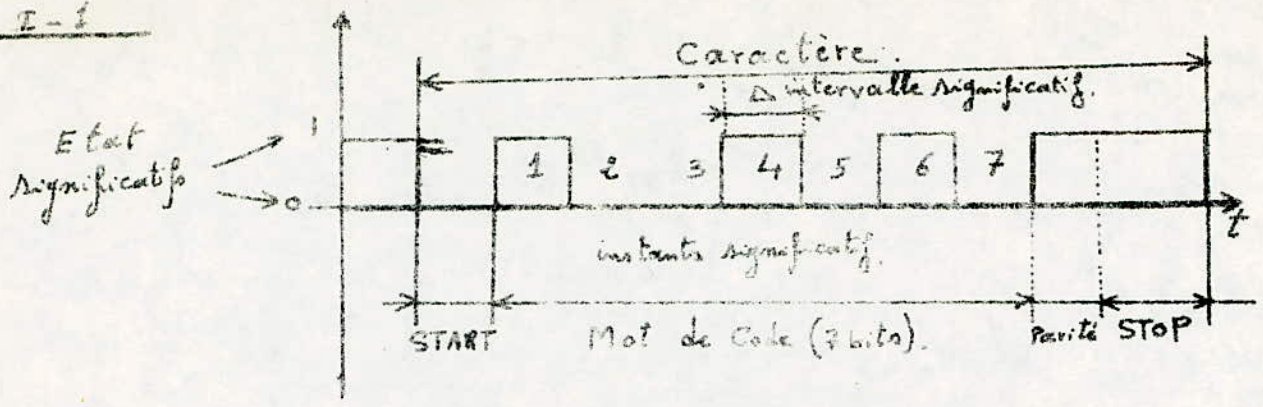 I-1
Caractère.
Δ intervalle significatif.
Etat
significatifs
1
0
1 2 3 4 5 6 7
t
instants significatif.
START Mot de Code (7 bits). Parité STOP